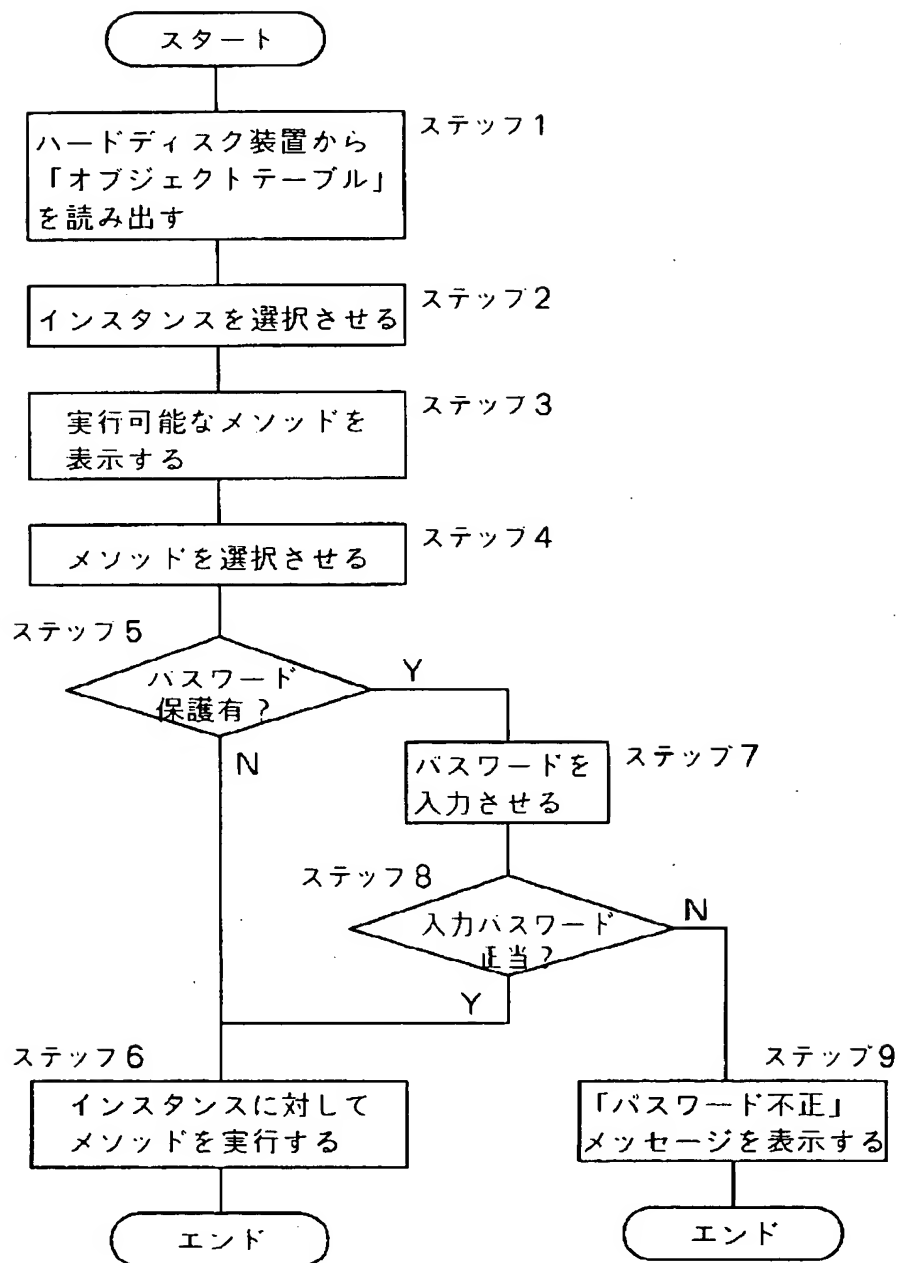 スタート
ステップ1
ハードディスク装置から
「オブジェクトテーブル」
を読み出す
ステップ2
インスタンスを選択させる
ステップ3
実行可能なメソッドを
表示する
ステップ4
メソッドを選択させる
ステップ5
パスワード
保護有?
Y
N
ステップ7
パスワードを
入力させる
ステップ8
入力パスワード
正当?
N
Y
ステップ6
インスタンスに対して
メソッドを実行する
ステップ9
「パスワード不正」
メッセージを表示する
エンド
エンド